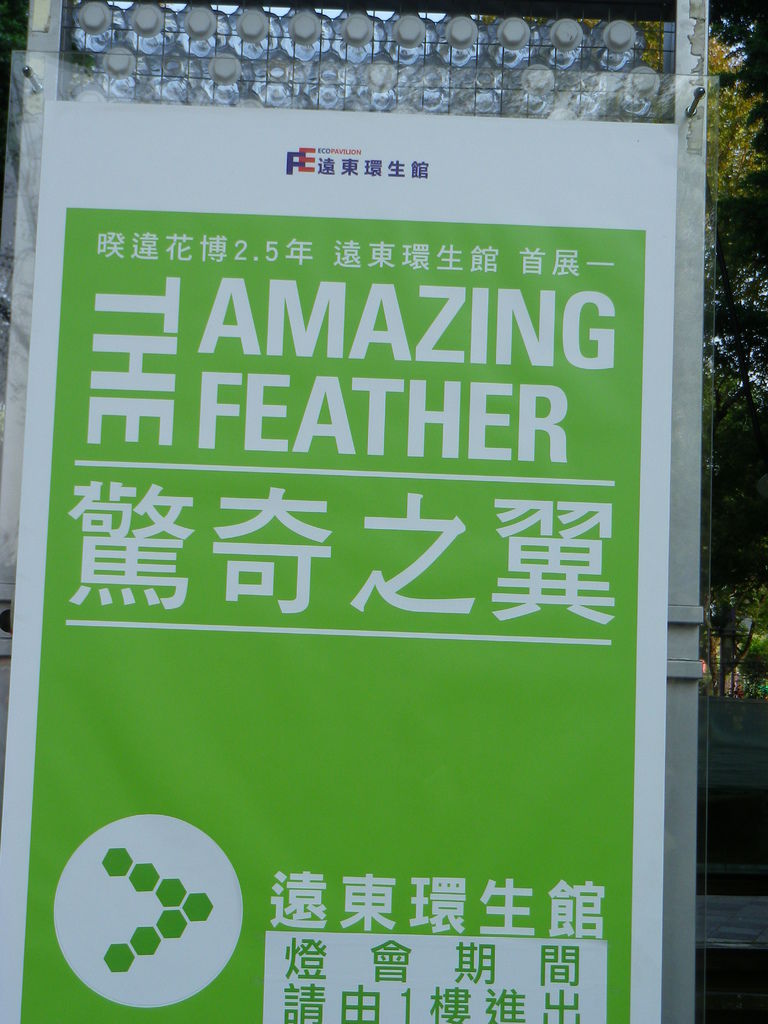 FE ECOPAVILION
遠東環生館
暌違花博2.5年 遠東環生館 首展一
THE AMAZING
FEATHER
驚奇之翼
遠東環生館
燈會期間
請由1樓進出